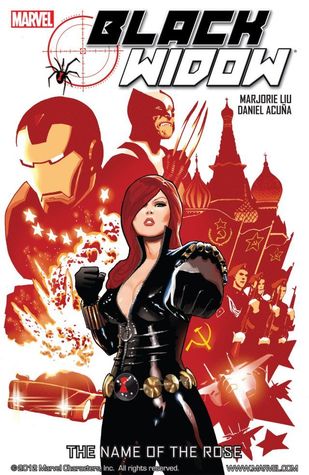 MARVEL
BLACK
WIDOW
MARJORIE LIU
DANIEL ACUÑA
THE NAME OF THE ROSE
©2012 Marvel Characters, Inc. All rights reserved.
WWW.MARVEL.COM